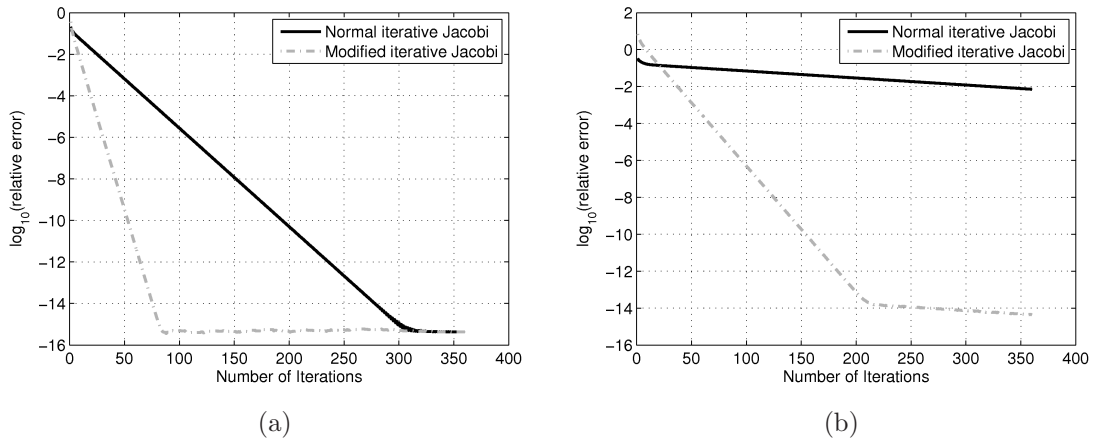 0
−2
−4
−6
−8
−10
−12
−14
−16
log10(relative error)
0 50 100 150 200 250 300 350 400
Number of Iterations
Normal iterative Jacobi
Modified iterative Jacobi
(a)
2
0
−2
−4
−6
−8
−10
−12
−14
−16
log10(relative error)
0 50 100 150 200 250 300 350 400
Number of Iterations
Normal iterative Jacobi
Modified iterative Jacobi
(b)